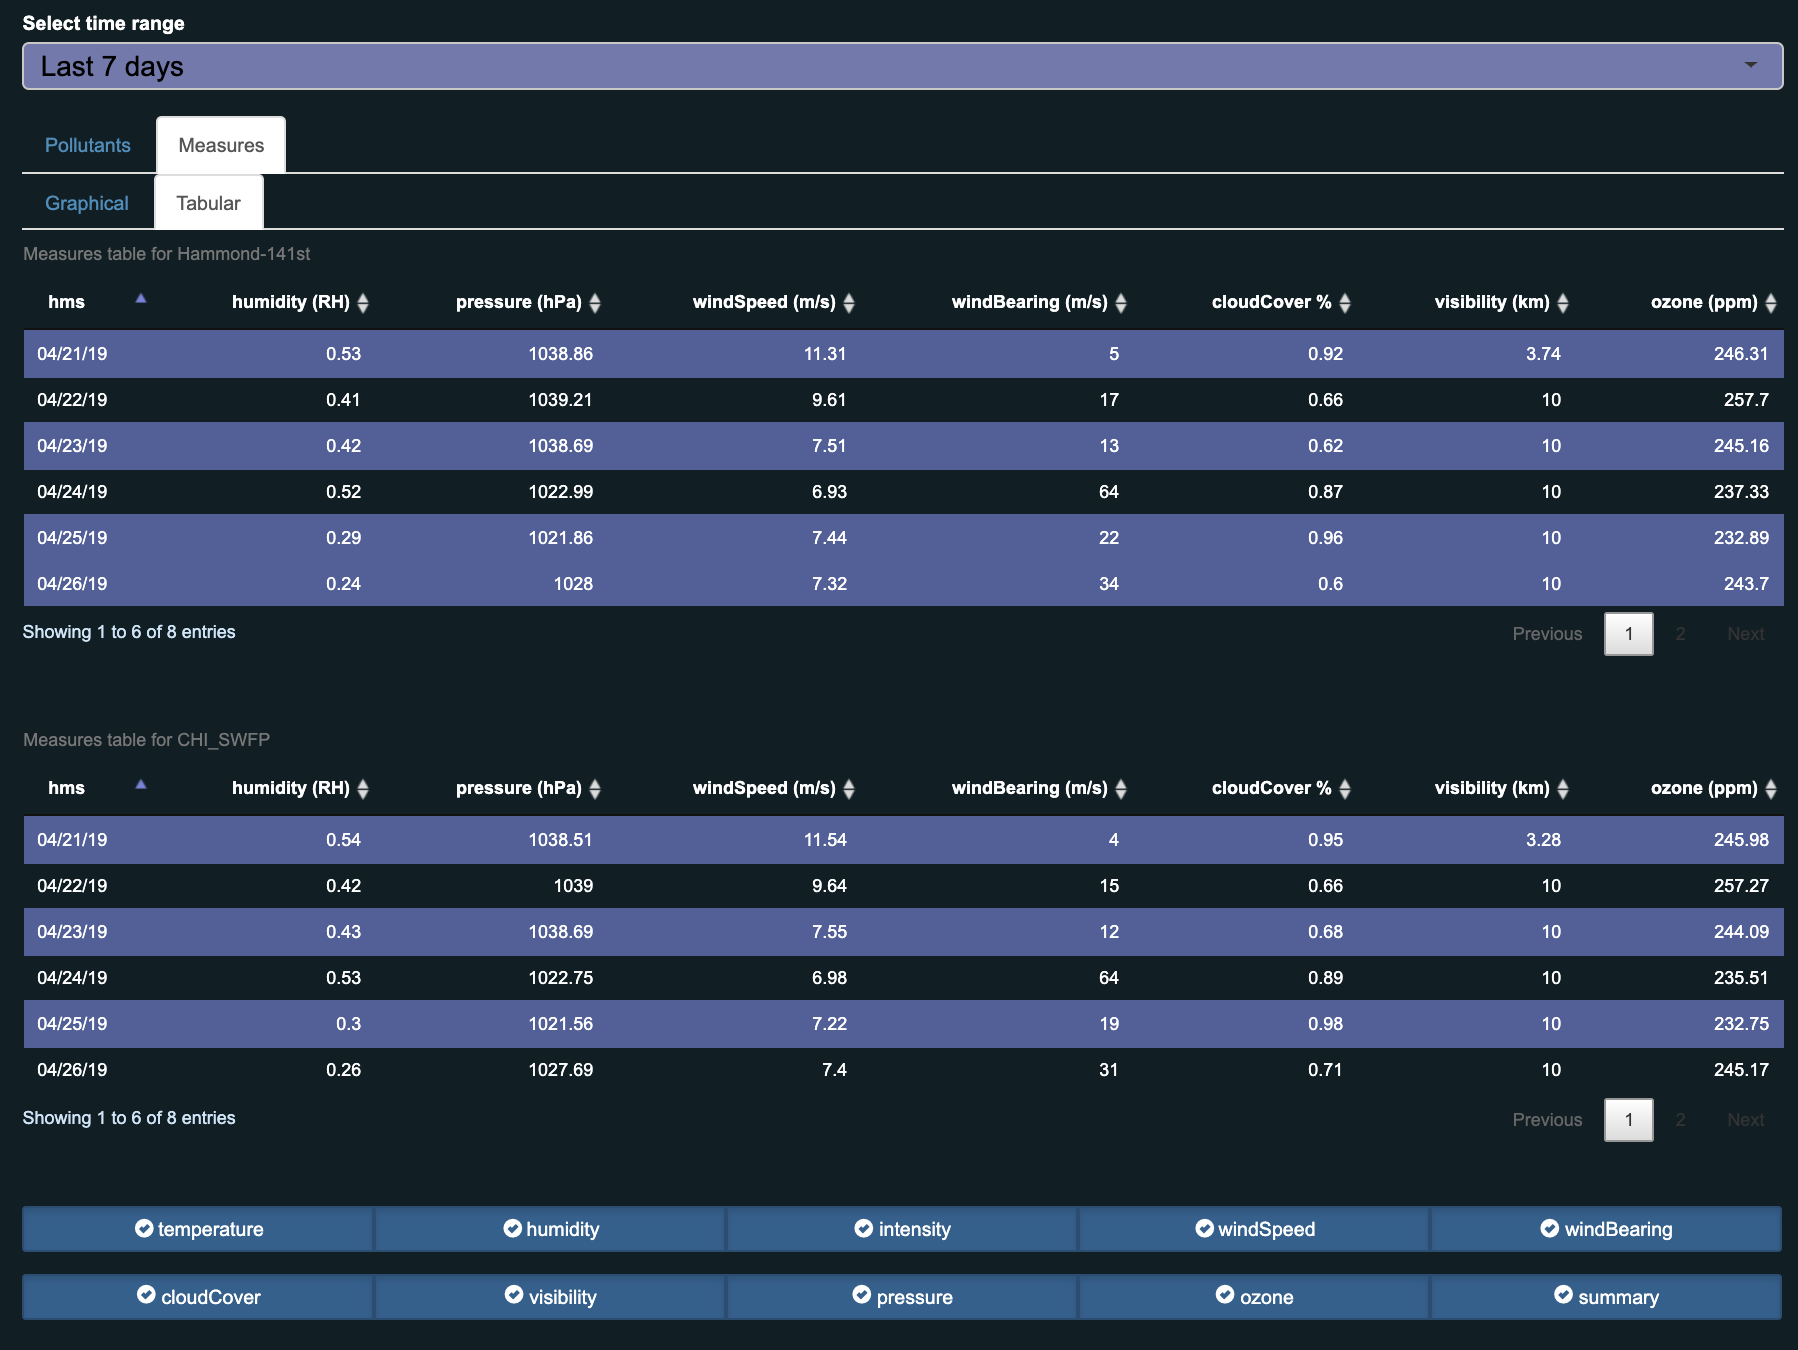 Select time range
Last 7 days
Pollutants Measures
Graphical Tabular
Measures table for Hammond-141st
hms humidity (RH) pressure (hPa) windSpeed (m/s) windBearing (m/s) cloudCover % visibility (km) ozone (ppm)
04/21/19 0.53 1038.86 11.31 5 0.92 3.74 246.31
04/22/19 0.41 1039.21 9.61 17 0.66 10 257.7
04/23/19 0.42 1038.69 7.51 13 0.62 10 245.16
04/24/19 0.52 1022.99 6.93 64 0.87 10 237.33
04/25/19 0.29 1021.86 7.44 22 0.96 10 232.89
04/26/19 0.24 1028 7.32 34 0.6 10 243.7
Showing 1 to 6 of 8 entries Previous 1 2 Next
Measures table for CHI_SWFP
hms humidity (RH) pressure (hPa) windSpeed (m/s) windBearing (m/s) cloudCover % visibility (km) ozone (ppm)
04/21/19 0.54 1038.51 11.54 4 0.95 3.28 245.98
04/22/19 0.42 1039 9.64 15 0.66 10 257.27
04/23/19 0.43 1038.69 7.55 12 0.68 10 244.09
04/24/19 0.53 1022.75 6.98 64 0.89 10 235.51
04/25/19 0.3 1021.56 7.22 19 0.98 10 232.75
04/26/19 0.26 1027.69 7.4 31 0.71 10 245.17
Showing 1 to 6 of 8 entries Previous 1 2 Next
temperature humidity intensity windSpeed windBearing
cloudCover visibility pressure ozone summary